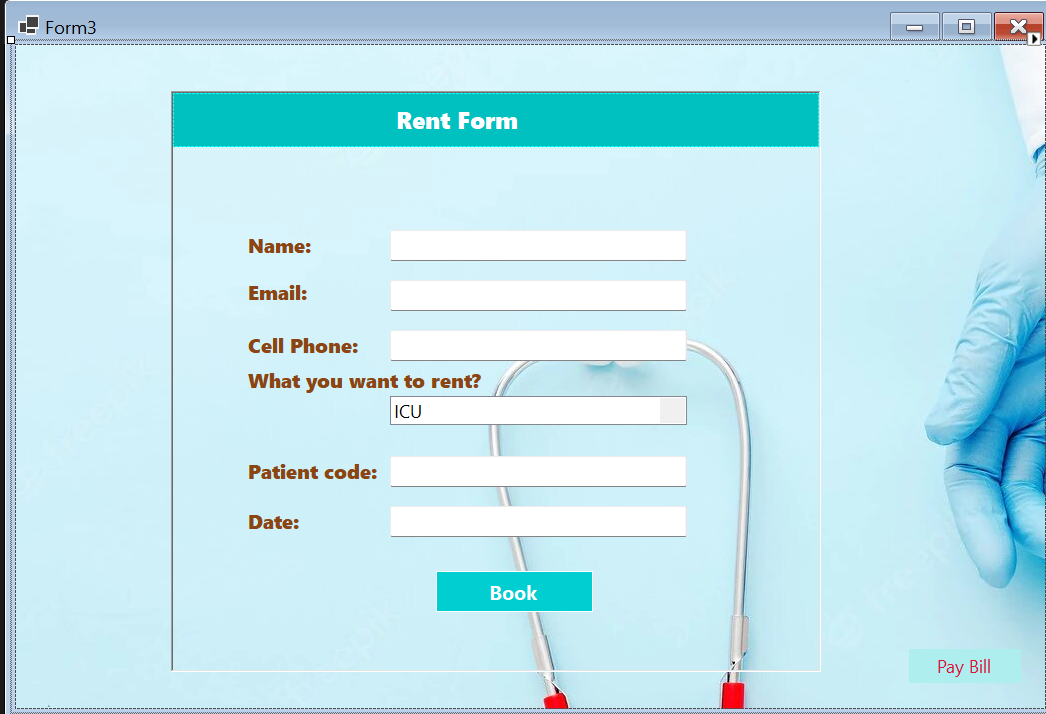 Form3
Rent Form
Name:
Email:
Cell Phone:
What you want to rent?
ICU
Patient code:
Date:
Book
Pay Bill